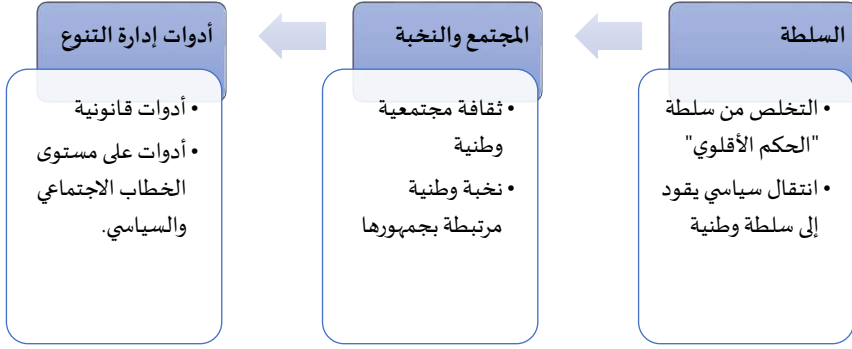 السلطة
• التخلص من سلطة
"الحكم الأقلوي"
• انتقال سياسي يقود
إلى سلطة وطنية
المجتمع والنخبة
• ثقافة مجتمعية
وطنية
• نخبة وطنية
مرتبطة بجمهورها
أدوات إدارة التنوع
• أدوات قانونية
• أدوات على مستوى
الخطاب الاجتماعي
والسياسي.